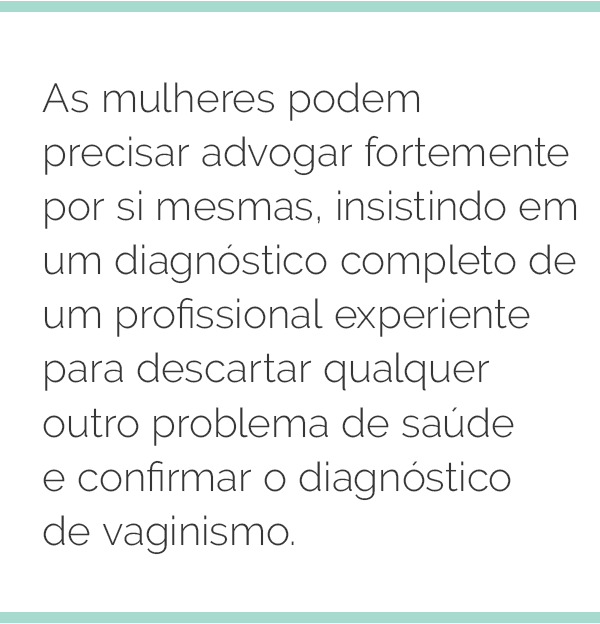 As mulheres podem
precisar advogar fortemente
por si mesmas, insistindo em
um diagnóstico completo de
um profissional experiente
para descartar qualquer
outro problema de saúde
e confirmar o diagnóstico
de vaginismo.